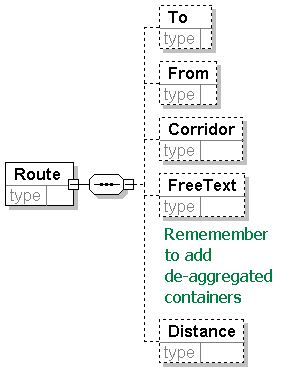 To
type
From
type
Corridor
type
Route
type
FreeText
type
Rememember
to add
de-aggregated
containers
Distance
type